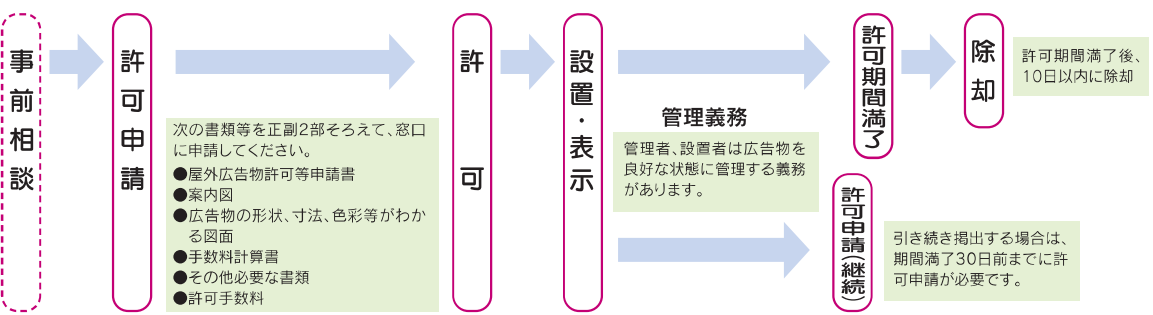 事前相談
許可申請
次の書類等を正副2部そろえて、窓口
に申請してください。
●屋外広告物許可等申請書
●案内図
●広告物の形状、寸法、色彩等がわか
る図面
●手数料計算書
●その他必要な書類
●許可手数料
許可
設置・表示
管理義務
管理者、設置者は広告物を
良好な状態に管理する義務
があります。
許可期間満了
除却
許可期間満了後、
10日以内に除却
許可申請(継続)
引き続き掲出する場合は、
期間満了30日前までに許
可申請が必要です。